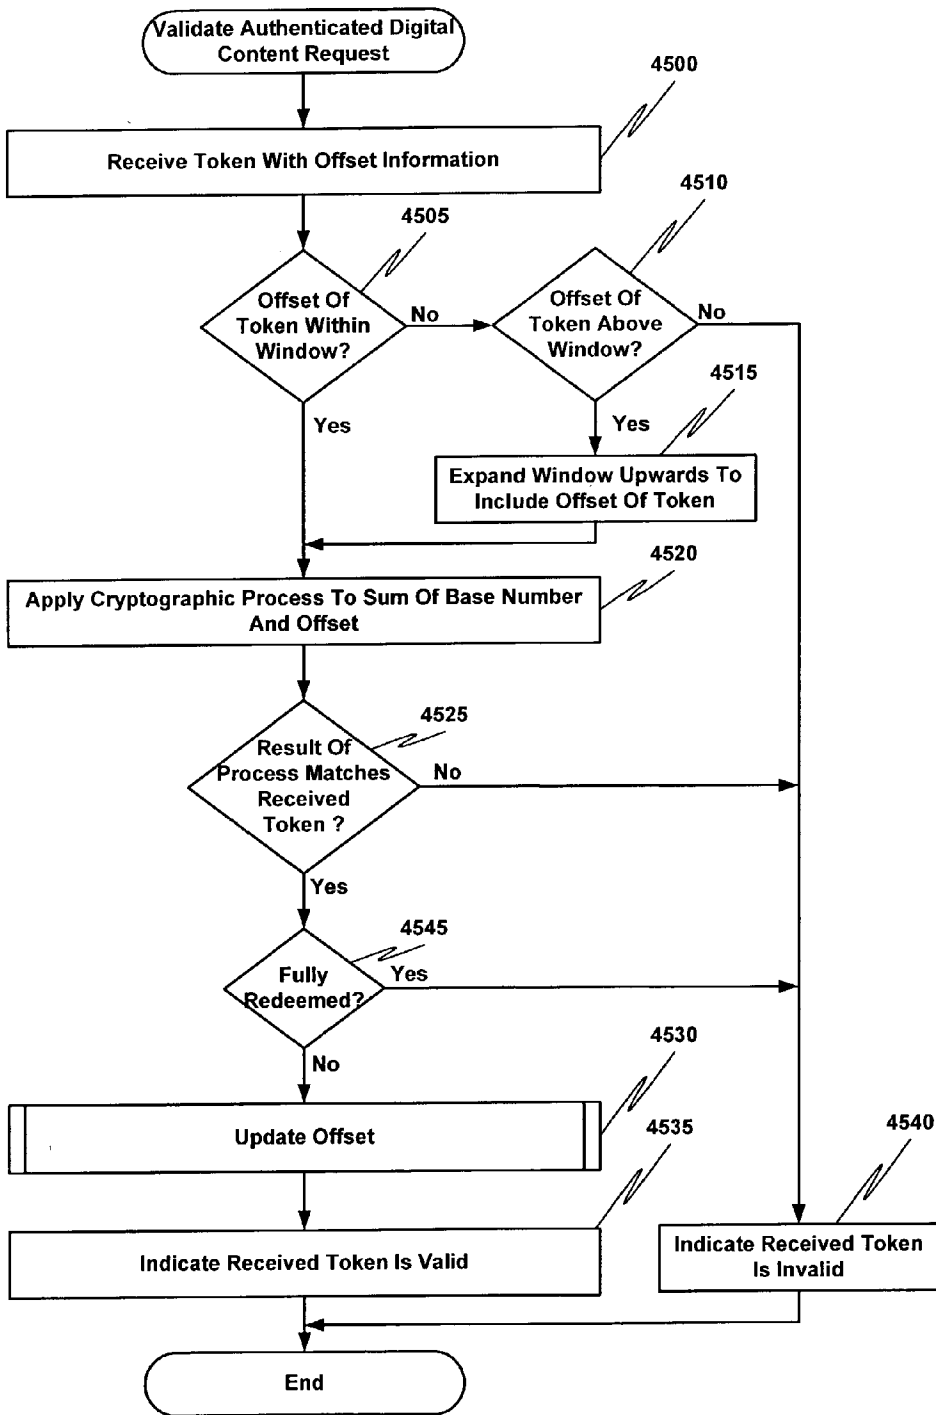 Validate Authenticated Digital
Content Request
4500
Receive Token With Offset Information
4510
4505
Offset Of
Token Within
Window?
No
Offset Of
Token Above
Window?
No
4515
Yes
Yes
Expand Window Upwards To
Include Offset Of Token
4520
Apply Cryptographic Process To Sum Of Base Number
And Offset
4525
Result Of
Process Matches
Received
Token ?
No
Yes
4545
Fully
Redeemed?
Yes
No
4530
Update Offset
4535
4540
Indicate Received Token Is Valid
Indicate Received Token
Is Invalid
End